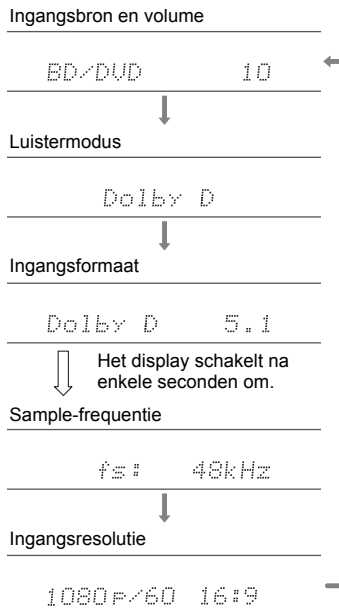 Ingangsbron en volume
BD/DVD 10
Luistermodus
Dolby D
Ingangsformaat
Dolby D 5.1
Het display schakelt na
enkele seconden om.
Sample-frequentie
fs: 48kHz
Ingangsresolutie
1080p/60 16:9